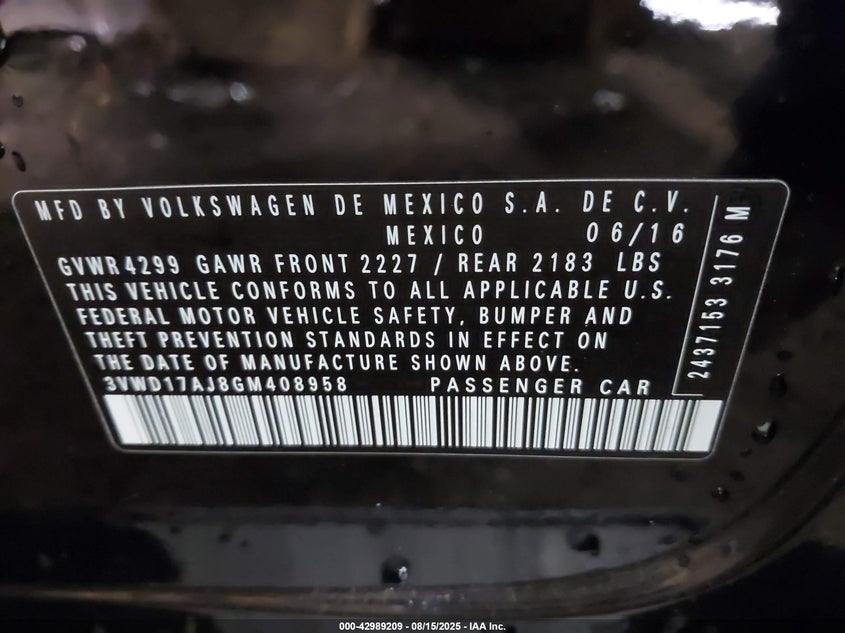 MFD BY VOLKSWAGEN DE MEXICO S.A. DE C.V.
MEXICO 06/16
GVWR 4299 GAWR FRONT 2227 / REAR 2183 LBS
THIS VEHICLE CONFORMS TO ALL APPLICABLE U.S.
FEDERAL MOTOR VEHICLE SAFETY, BUMPER AND
THEFT PREVENTION STANDARDS IN EFFECT ON
THE DATE OF MANUFACTURE SHOWN ABOVE.
3VWD17AJ8GM408958 PASSENGER CAR
2437153 3176 M
000-42989209 - 08/15/2025 - IAA Inc.